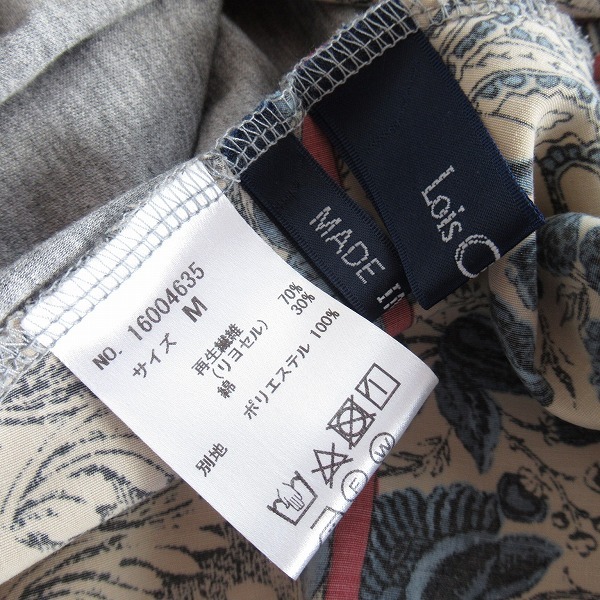 NO. 16004635
サイズ M
再生繊維 70%
(リヨセル) 30%
綿
別地 ポリエステル 100%
F W
MADE
Lois